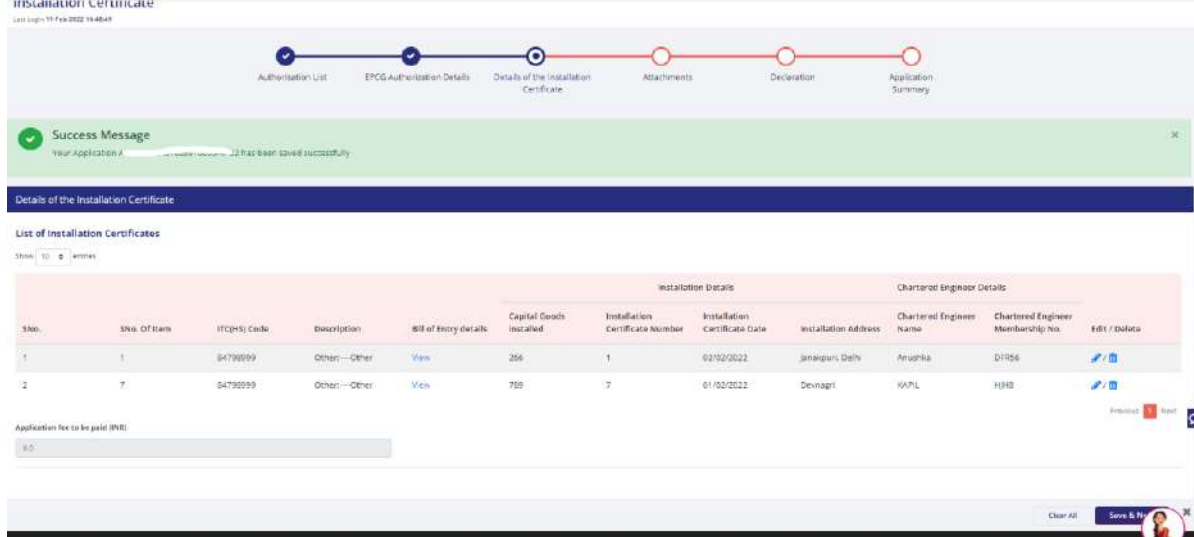 Installation Certificate
Last Login 11-Feb-2022 16:48:49
Authorisation List
EPCG Authorization Details
Details of the Installation Certificate
Attachments
Declaration
Application Summary
Success Message
Your Application has been saved successfully
Details of the Installation Certificate
List of Installation Certificates
Show 10 entries
Installation Details Chartered Engineer Details
SNo. SNo. Of Item ITC(HS) Code Description Bill of Entry details Capital Goods Installed Installation Certificate Number Installation Certificate Date Installation Address Chartered Engineer Name Chartered Engineer Membership No. Edit / Delete
1 1 84798999 Other:---Other View 266 1 02/02/2022 Janakpuri, Delhi Anushka /
2 7 84798999 Other:---Other View 789 7 01/02/2022 Devnagri KAPIL /
Previous 1 Next
Application fee to be paid (INR)
Clear All Save &